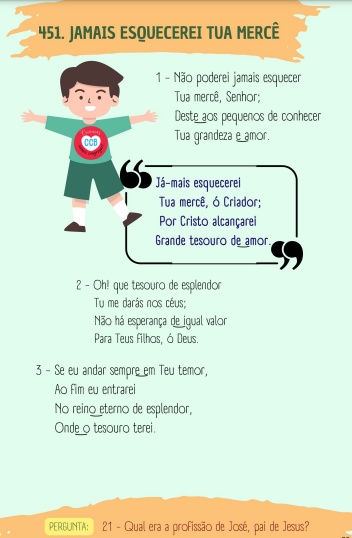 451. JAMAIS ESQUECEREI TUA MERCÊ
1 - Não poderei jamais esquecer
Tua mercê, Senhor;
Deste aos pequenos de conhecer
Tua grandeza e amor.
CCB
Já-mais esquecerei
Tua mercê, ó Criador;
Por Cristo alcançarei
Grande tesouro de amor.
2 - Oh! que tesouro de esplendor
Tu me darás nos céus;
Não há esperança de igual valor
Para Teus filhos, ó Deus.
3 - Se eu andar sempre em Teu temor,
Ao fim eu entrarei
No reino eterno de esplendor,
Onde o tesouro terei.
PERGUNTA: 21 - Qual era a profissão de José, pai de Jesus?